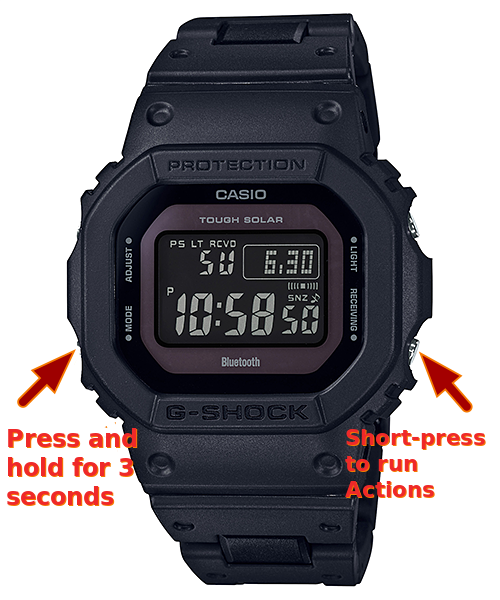 PROTECTION
CASIO
TOUGH SOLAR
ADJUST
LIGHT
PS LT RCVD
SU 6.30
P
SNZ
10:58 50
MODE
RECEIVING
Bluetooth
G-SHOCK
Press and
hold for 3
seconds
Short-press
to run
Actions